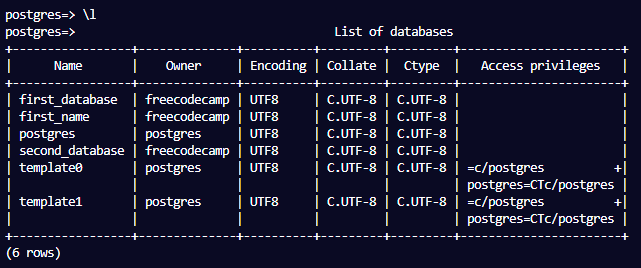 postgres=> \l
postgres=>                                  List of databases
+-----------------+--------------+----------+---------+---------+-----------------------+
|      Name       |    Owner     | Encoding | Collate |  Ctype  |   Access privileges   |
+-----------------+--------------+----------+---------+---------+-----------------------+
| first_database  | freecodecamp | UTF8     | C.UTF-8 | C.UTF-8 |                       |
| first_name      | freecodecamp | UTF8     | C.UTF-8 | C.UTF-8 |                       |
| postgres        | postgres     | UTF8     | C.UTF-8 | C.UTF-8 |                       |
| second_database | freecodecamp | UTF8     | C.UTF-8 | C.UTF-8 |                       |
| template0       | postgres     | UTF8     | C.UTF-8 | C.UTF-8 | =c/postgres          +|
|                 |              |          |         |         | postgres=CTc/postgres |
| template1       | postgres     | UTF8     | C.UTF-8 | C.UTF-8 | =c/postgres          +|
|                 |              |          |         |         | postgres=CTc/postgres |
+-----------------+--------------+----------+---------+---------+-----------------------+
(6 rows)